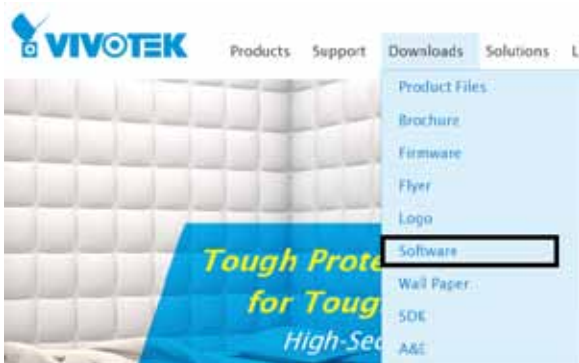 VIVOTEK
Products Support Downloads Solutions L
Product Files
Brochure
Firmware
Flyer
Logo
Software
Wall Paper
SDK
A&E
Tough Prote
for Toug
High-Sec